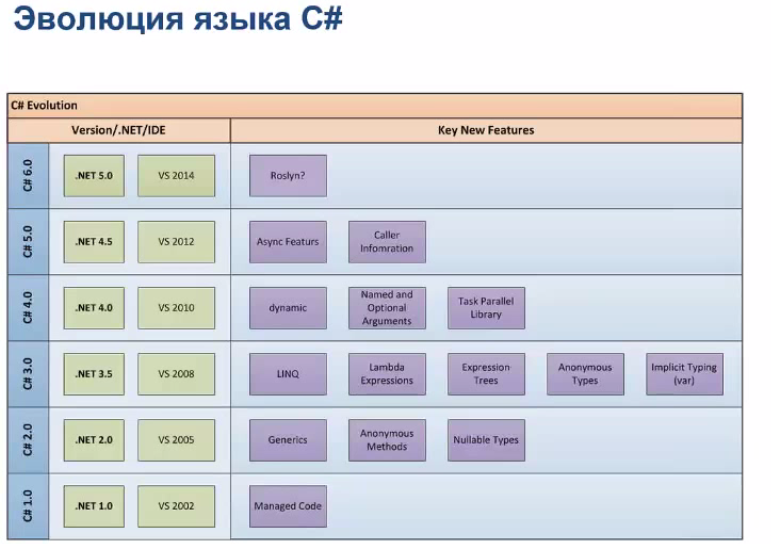 Эволюция языка C#
C# Evolution
Version/.NET/IDE
Key New Features
C# 6.0
.NET 5.0
VS 2014
Roslyn?
C# 5.0
.NET 4.5
VS 2012
Async Featurs
Caller
Infomration
C# 4.0
.NET 4.0
VS 2010
dynamic
Named and
Optional
Arguments
Task Parallel
Library
C# 3.0
.NET 3.5
VS 2008
LINQ
Lambda
Expressions
Expression
Trees
Anonymous
Types
Implicit Typing
(var)
C# 2.0
.NET 2.0
VS 2005
Generics
Anonymous
Methods
Nullable Types
C# 1.0
.NET 1.0
VS 2002
Managed Code